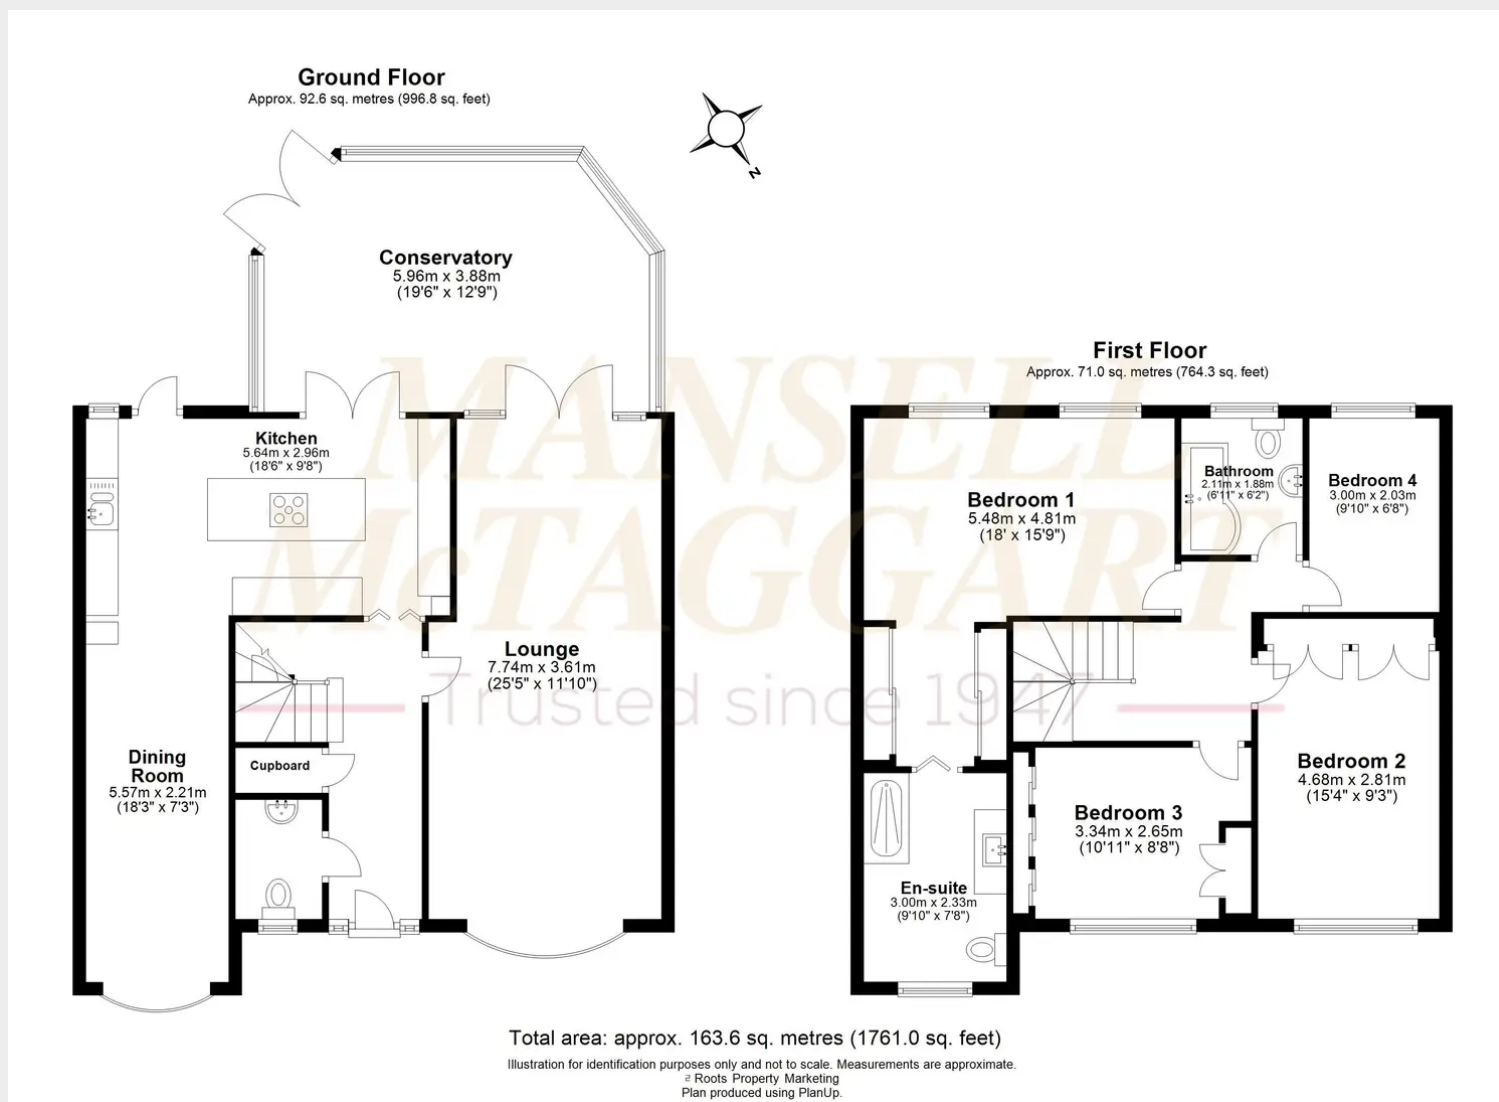 Ground Floor
Approx. 92.6 sq. metres (996.8 sq. feet)
N
Conservatory
5.96m x 3.88m
(19'6" x 12'9")
Kitchen
5.64m x 2.96m
(18'6" x 9'8")
Lounge
7.74m x 3.61m
(25'5" x 11'10")
Dining
Room
5.57m x 2.21m
(18'3" x 7'3")
Cupboard
First Floor
Approx. 71.0 sq. metres (764.3 sq. feet)
Bedroom 1
5.48m x 4.81m
(18' x 15'9")
Bathroom
2.11m x 1.88m
(6'11" x 6'2")
Bedroom 4
3.00m x 2.03m
(9'10" x 6'8")
Bedroom 2
4.68m x 2.81m
(15'4" x 9'3")
Bedroom 3
3.34m x 2.65m
(10'11" x 8'8")
En-suite
3.00m x 2.33m
(9'10" x 7'8")
MANSELL
McTAGGART
Trusted since 1947
Total area: approx. 163.6 sq. metres (1761.0 sq. feet)
Illustration for identification purposes only and not to scale. Measurements are approximate.
Roots Property Marketing
Plan produced using PlanUp.